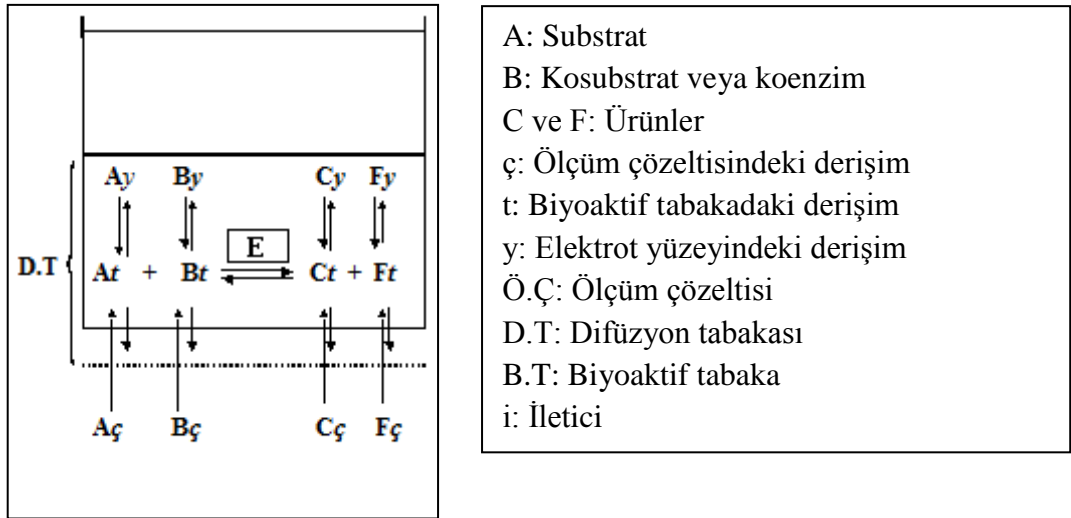 Ay By Cy Fy
E
D.T
At + Bt Ct + Ft
Aç Bç Cç Fç
A: Substrat
B: Kosubstrat veya koenzim
C ve F: Ürünler
ç: Ölçüm çözeltisindeki derişim
t: Biyoaktif tabakadaki derişim
y: Elektrot yüzeyindeki derişim
Ö.Ç: Ölçüm çözeltisi
D.T: Difüzyon tabakası
B.T: Biyoaktif tabaka
i: İletici